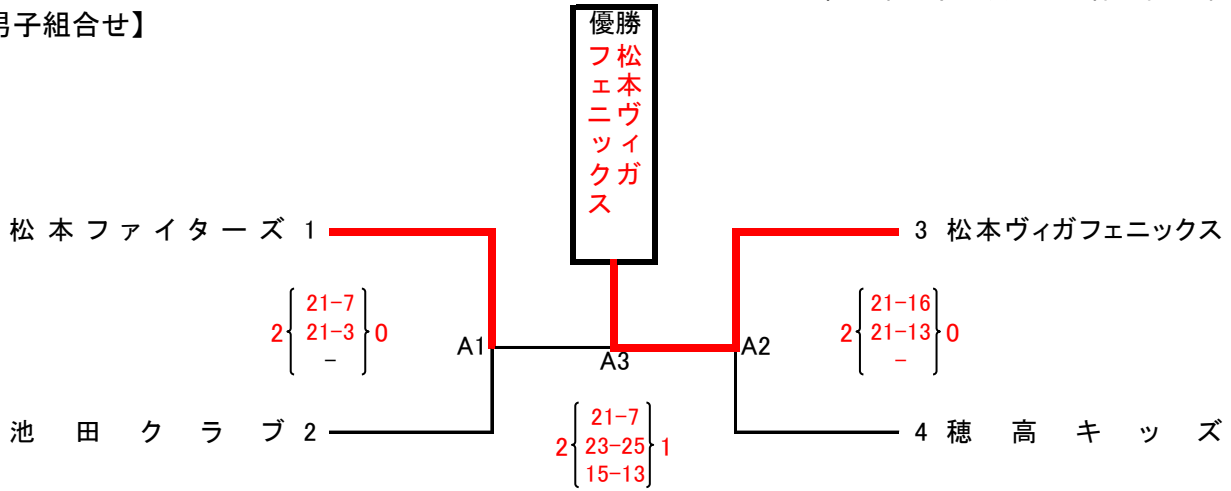 男子組合せ】
優勝
松本ヴィガ
フェニックス
松本ファイターズ 1
3 松本ヴィガフェニックス
2 21-7 0
21-3
-
A1
A3
A2
2 21-16 0
21-13
-
池田クラブ 2
2 21-7 1
23-25
15-13
4 穂高キッズ